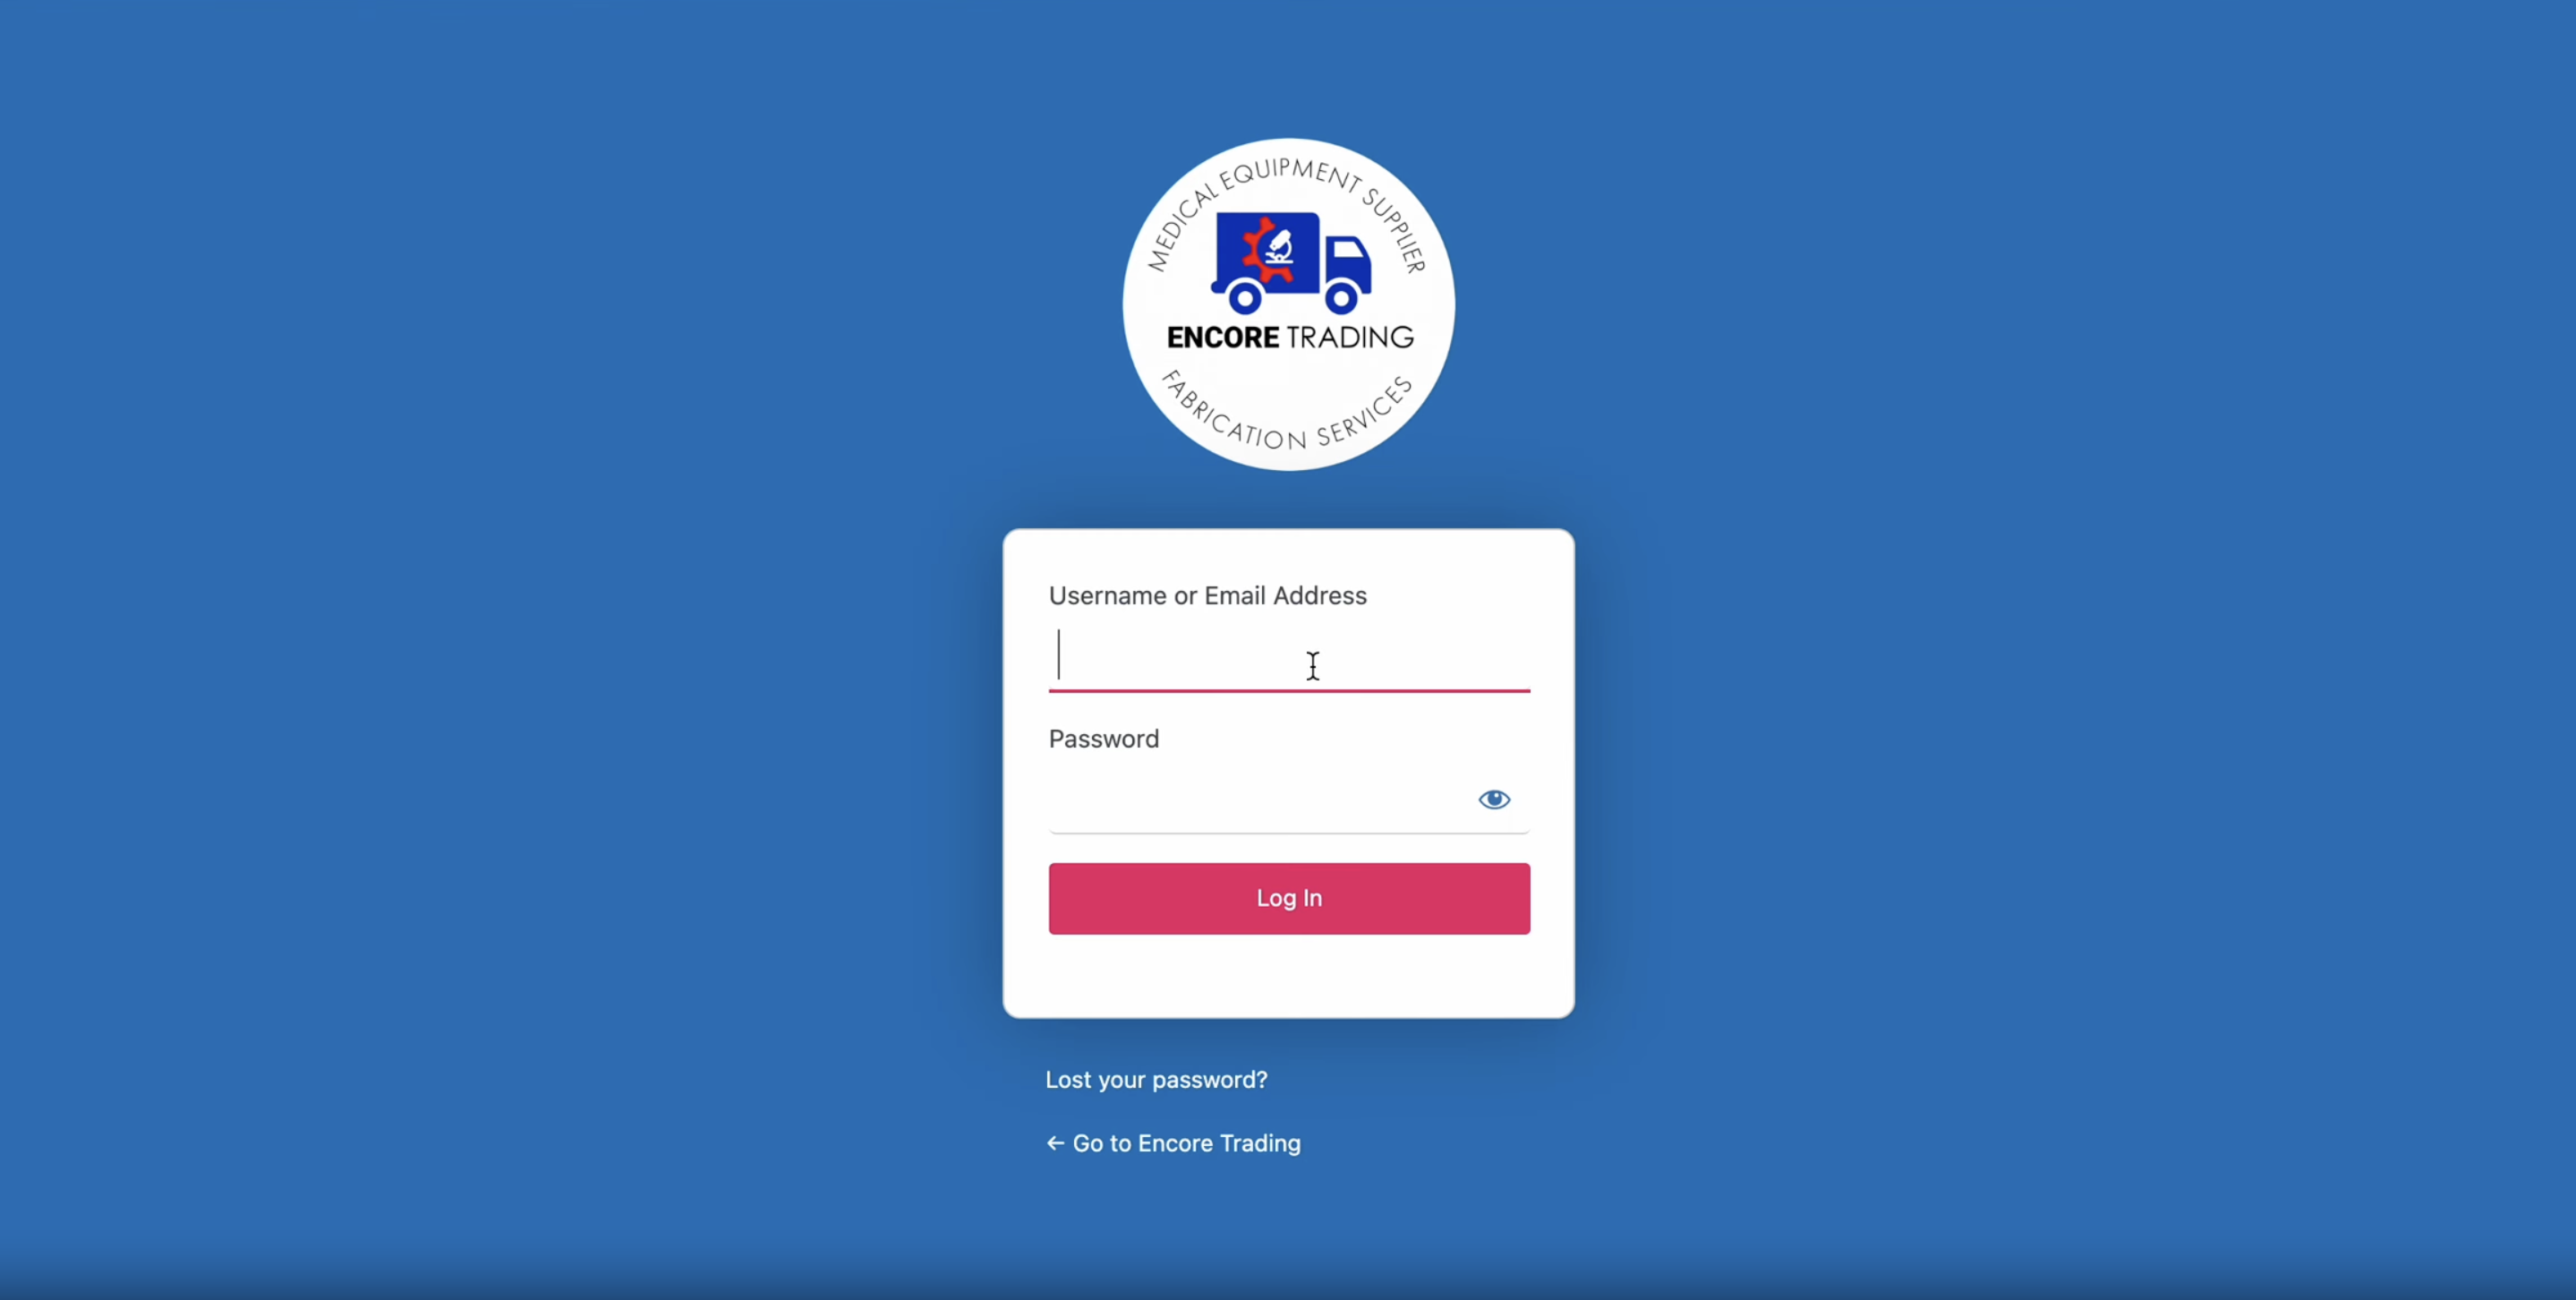 MEDICAL EQUIPMENT SUPPLIER
ENCORE TRADING
FABRICATION SERVICES
Username or Email Address
Password
Log In
Lost your password?
← Go to Encore Trading